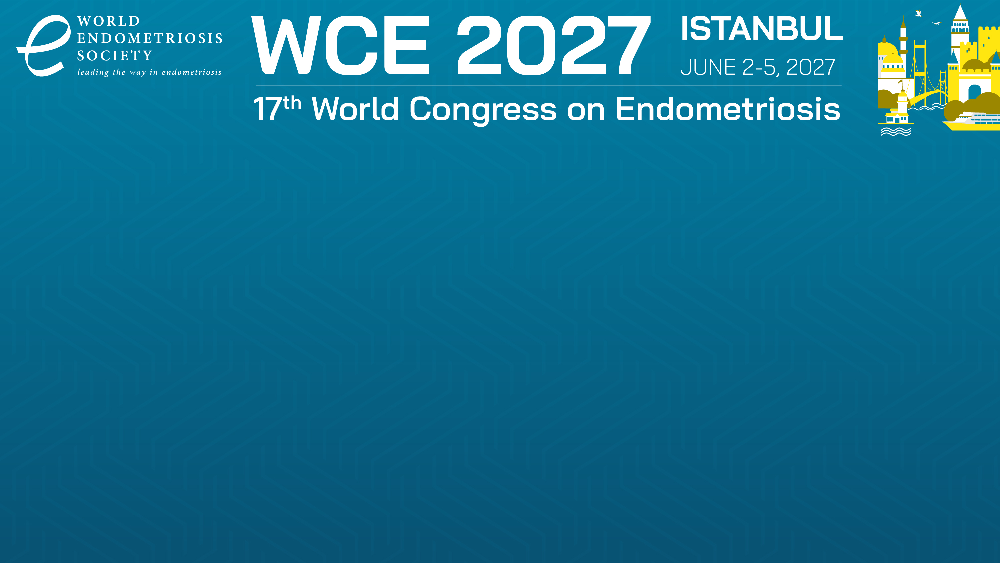 WORLD
ENDOMETRIOSIS
SOCIETY
leading the way in endometriosis
WCE 2027
ISTANBUL
JUNE 2-5, 2027
17th World Congress on Endometriosis